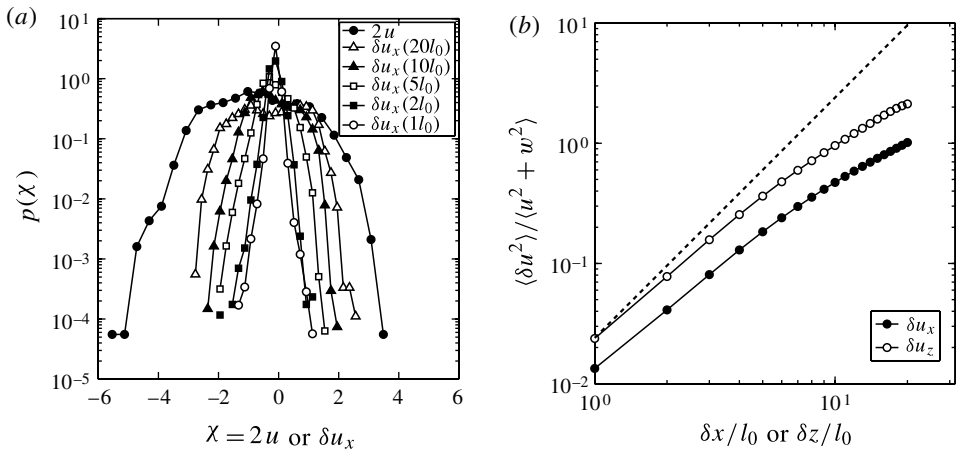 (a)
10^1
10^0
10^-1
10^-2
10^-3
10^-4
10^-5
p(χ)
−6 −4 −2 0 2 4 6
χ = 2u or δu_x
2u
δu_x(20l_0)
δu_x(10l_0)
δu_x(5l_0)
δu_x(2l_0)
δu_x(1l_0)
(b)
10^1
10^0
10^-1
10^-2
⟨δu^2⟩/⟨u^2 + w^2⟩
10^0 10^1
δx/l_0 or δz/l_0
δu_x
δu_z